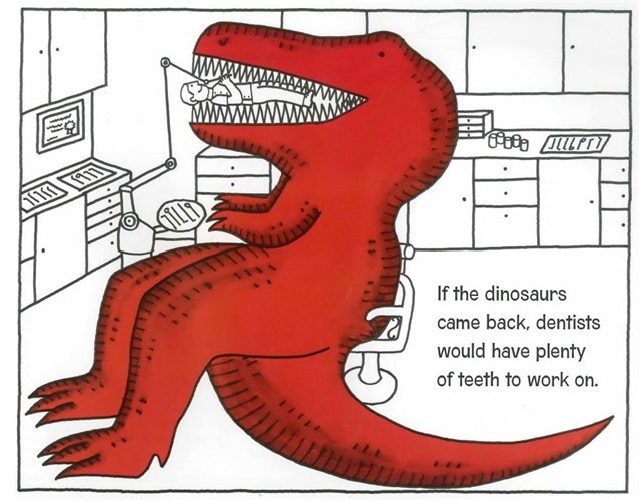 If the dinosaurs
came back, dentists
would have plenty
of teeth to work on.